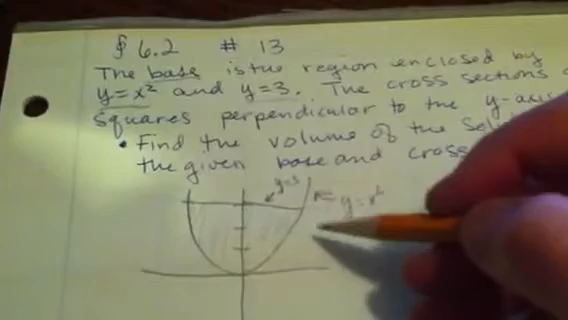 § 6.2 # 13
The base is the region enclosed by
y = x² and y = 3. The cross sections
squares perpendicular to the y-axis
• Find the volume of the
the given base and cross
y=3
y=x²